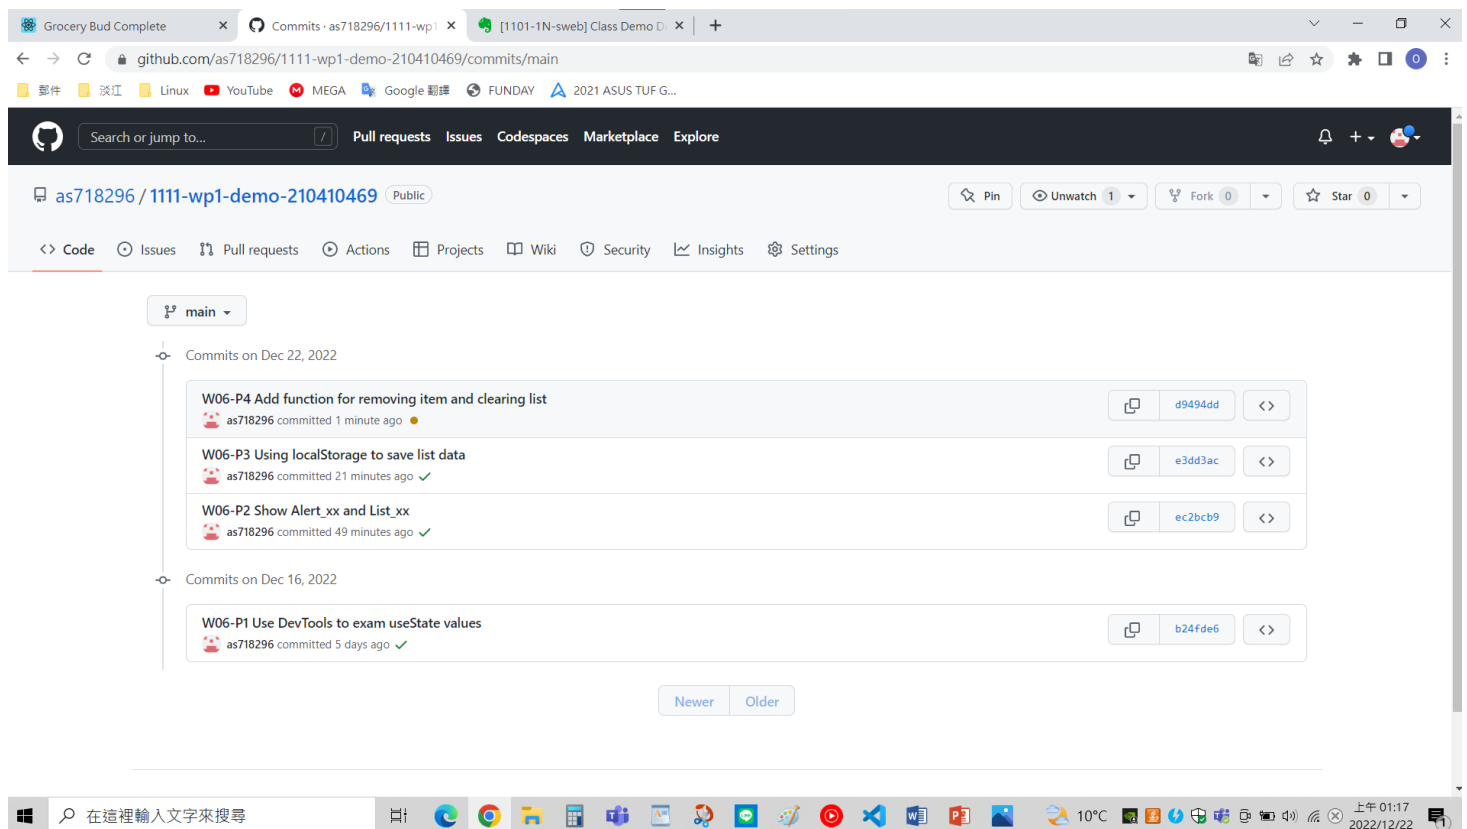 Grocery Bud Complete
Commits · as718296/1111-wp1
[1101-1N-sweb] Class Demo D
github.com/as718296/1111-wp1-demo-210410469/commits/main
郵件 淡江 Linux YouTube MEGA Google 翻譯 FUNDAY 2021 ASUS TUF G...
Search or jump to... / Pull requests Issues Codespaces Marketplace Explore
as718296 / 1111-wp1-demo-210410469 Public Pin Unwatch 1 Fork 0 Star 0
Code Issues Pull requests Actions Projects Wiki Security Insights Settings
main
Commits on Dec 22, 2022
W06-P4 Add function for removing item and clearing list
as718296 committed 1 minute ago
d9494dd
W06-P3 Using localStorage to save list data
as718296 committed 21 minutes ago
e3dd3ac
W06-P2 Show Alert_xx and List_xx
as718296 committed 49 minutes ago
ec2bcb9
Commits on Dec 16, 2022
W06-P1 Use DevTools to exam useState values
as718296 committed 5 days ago
b24fde6
Newer Older
在這裡輸入文字來搜尋
10°C
上午 01:17
2022/12/22